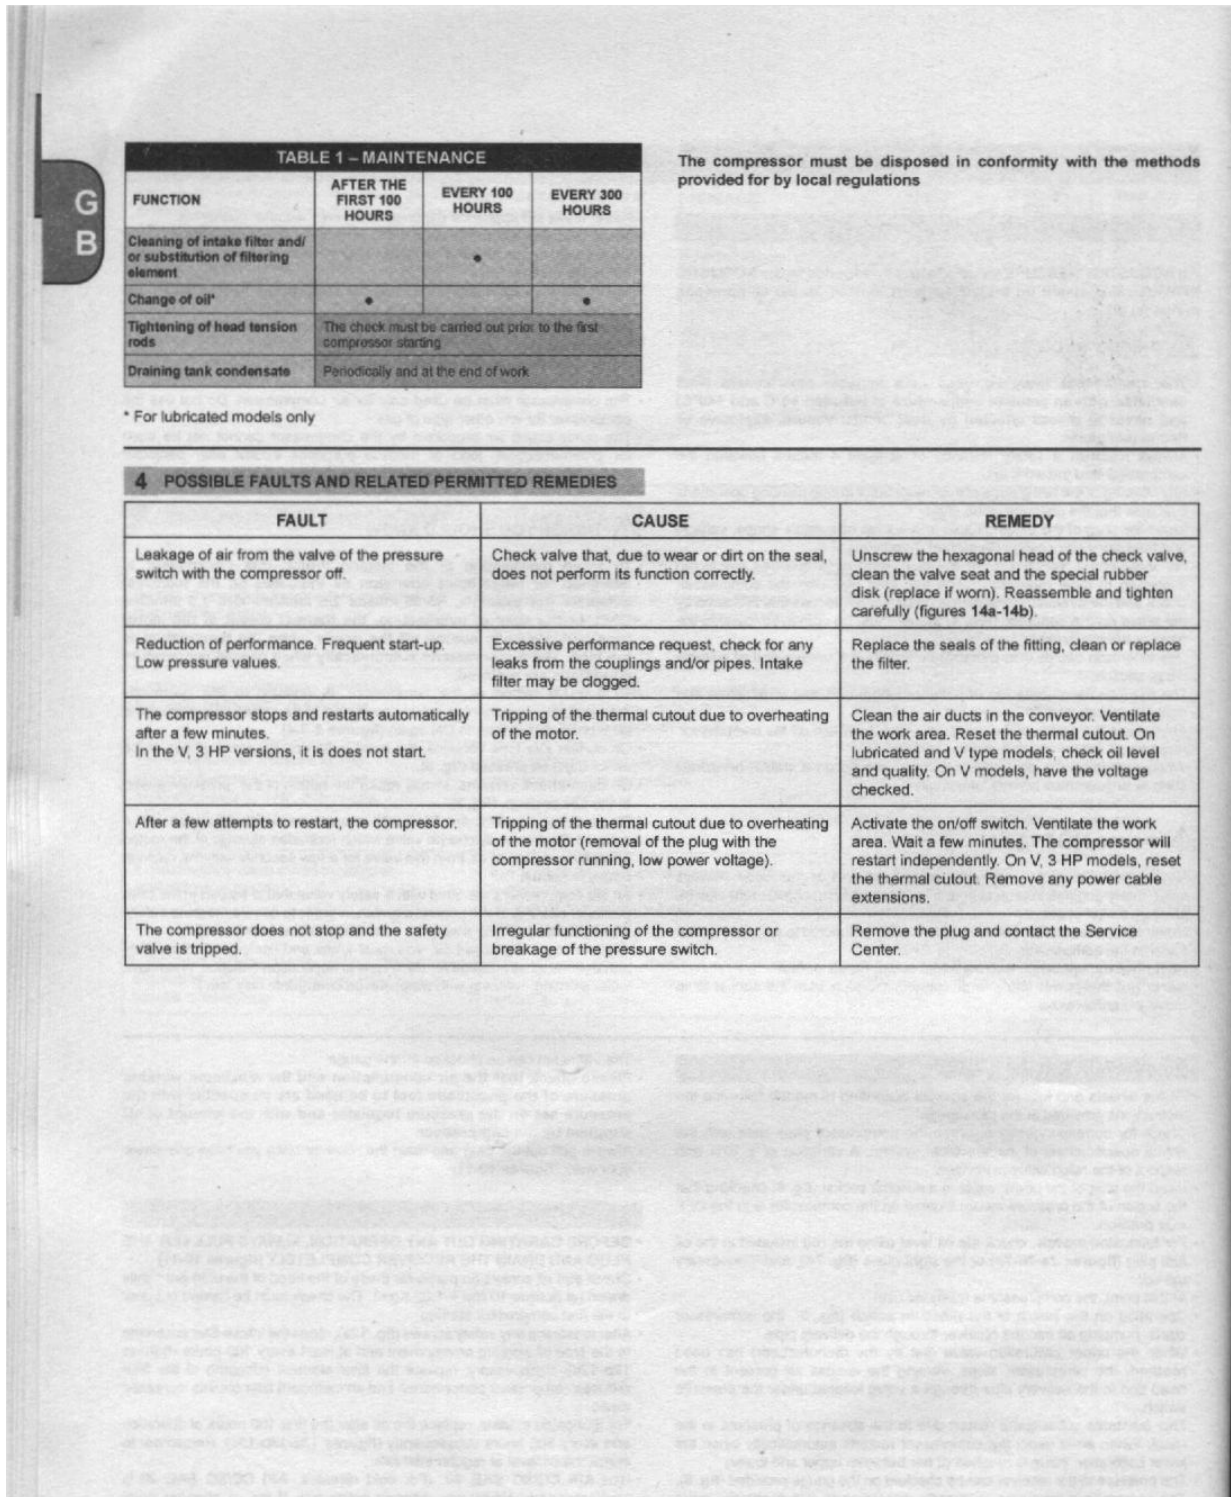 G
B
TABLE 1 – MAINTENANCE
FUNCTION
AFTER THE
FIRST 100
HOURS
EVERY 100
HOURS
EVERY 300
HOURS
Cleaning of intake filter and/
or substitution of filtering
element
•
Change of oil*
•
•
Tightening of head tension
rods
The check must be carried out prior to the first
compressor starting
Draining tank condensate
Periodically and at the end of work
* For lubricated models only
The compressor must be disposed in conformity with the methods
provided for by local regulations
4 POSSIBLE FAULTS AND RELATED PERMITTED REMEDIES
FAULT
CAUSE
REMEDY
Leakage of air from the valve of the pressure
switch with the compressor off.
Check valve that, due to wear or dirt on the seal,
does not perform its function correctly.
Unscrew the hexagonal head of the check valve,
clean the valve seat and the special rubber
disk (replace if worn). Reassemble and tighten
carefully (figures 14a-14b).
Reduction of performance. Frequent start-up.
Low pressure values.
Excessive performance request, check for any
leaks from the couplings and/or pipes. Intake
filter may be clogged.
Replace the seals of the fitting, clean or replace
the filter.
The compressor stops and restarts automatically
after a few minutes.
In the V, 3 HP versions, it is does not start.
Tripping of the thermal cutout due to overheating
of the motor.
Clean the air ducts in the conveyor. Ventilate
the work area. Reset the thermal cutout. On
lubricated and V type models, check oil level
and quality. On V models, have the voltage
checked.
After a few attempts to restart, the compressor.
Tripping of the thermal cutout due to overheating
of the motor (removal of the plug with the
compressor running, low power voltage).
Activate the on/off switch. Ventilate the work
area. Wait a few minutes. The compressor will
restart independently. On V, 3 HP models, reset
the thermal cutout. Remove any power cable
extensions.
The compressor does not stop and the safety
valve is tripped.
Irregular functioning of the compressor or
breakage of the pressure switch.
Remove the plug and contact the Service
Center.